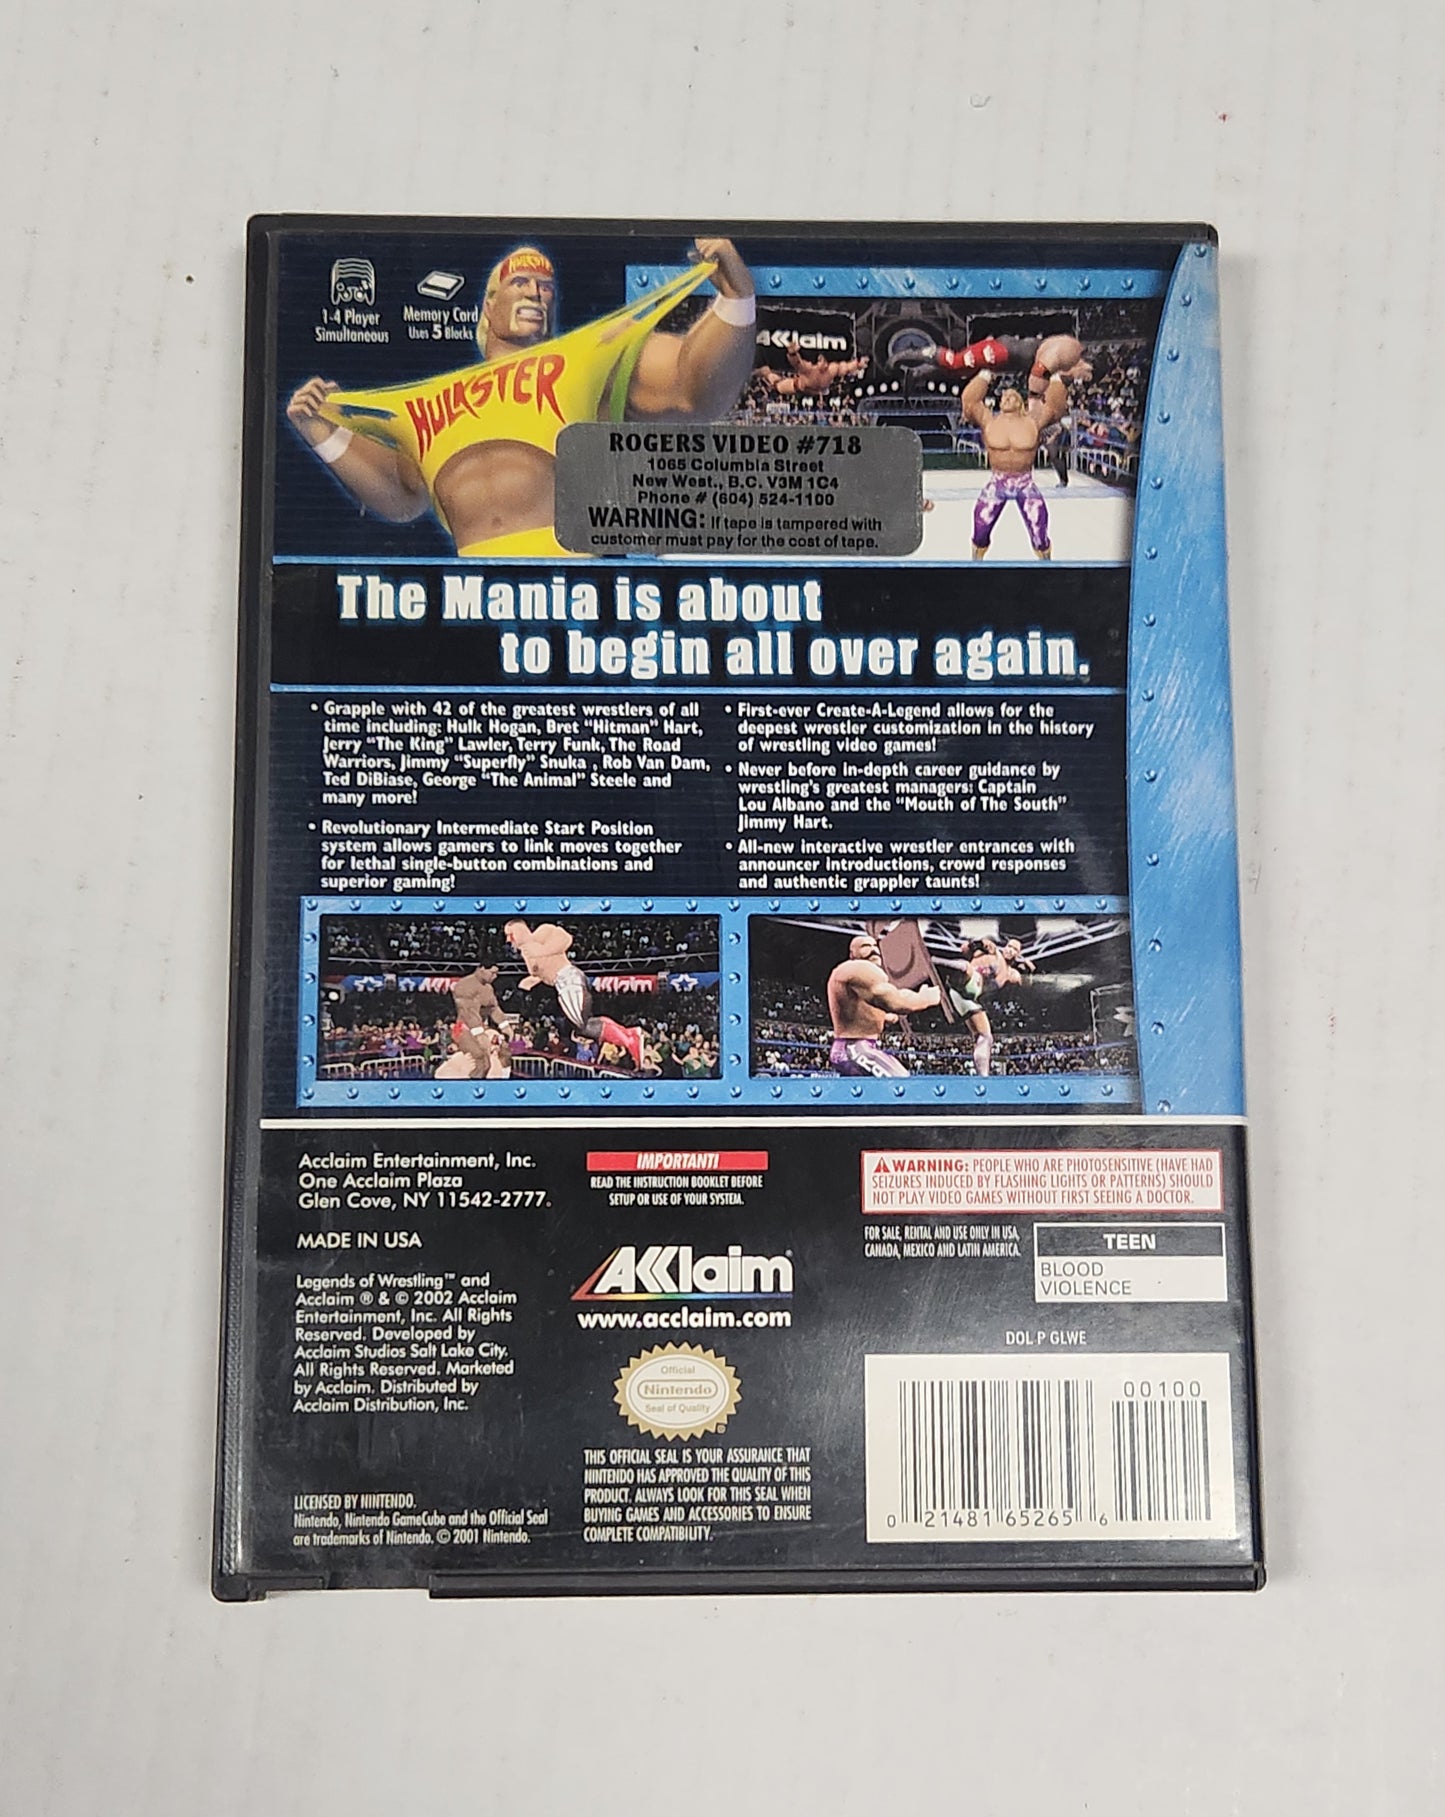 1-4 Player
Simultaneous
Memory Card
Uses 5 Blocks
HULKSTER
HULKSTER
Acclaim
ROGERS VIDEO #718
1065 Columbia Street
New West., B.C. V3M 1C4
Phone # (604) 524-1100
WARNING: If tape is tampered with
customer must pay for the cost of tape.
The Mania is about
to begin all over again.
• Grapple with 42 of the greatest wrestlers of all
time including: Hulk Hogan, Bret "Hitman" Hart,
Jerry "The King" Lawler, Terry Funk, The Road
Warriors, Jimmy "Superfly" Snuka , Rob Van Dam,
Ted DiBiase, George "The Animal" Steele and
many more!
• Revolutionary Intermediate Start Position
system allows gamers to link moves together
for lethal single-button combinations and
superior gaming!
• First-ever Create-A-Legend allows for the
deepest wrestler customization in the history
of wrestling video games!
• Never before in-depth career guidance by
wrestling's greatest managers: Captain
Lou Albano and the "Mouth of The South"
Jimmy Hart.
• All-new interactive wrestler entrances with
announcer introductions, crowd responses
and authentic grappler taunts!
Acclaim
Acclaim Entertainment, Inc.
One Acclaim Plaza
Glen Cove, NY 11542-2777.
MADE IN USA
Legends of Wrestling™ and
Acclaim ® & © 2002 Acclaim
Entertainment, Inc. All Rights
Reserved. Developed by
Acclaim Studios Salt Lake City.
All Rights Reserved. Marketed
by Acclaim. Distributed by
Acclaim Distribution, Inc.
LICENSED BY NINTENDO.
Nintendo, Nintendo GameCube and the Official Seal
are trademarks of Nintendo. © 2001 Nintendo.
IMPORTANT!
READ THE INSTRUCTION BOOKLET BEFORE
SETUP OR USE OF YOUR SYSTEM.
Acclaim®
www.acclaim.com
Official
Nintendo
Seal of Quality
THIS OFFICIAL SEAL IS YOUR ASSURANCE THAT
NINTENDO HAS APPROVED THE QUALITY OF THIS
PRODUCT. ALWAYS LOOK FOR THIS SEAL WHEN
BUYING GAMES AND ACCESSORIES TO ENSURE
COMPLETE COMPATIBILITY.
WARNING: PEOPLE WHO ARE PHOTOSENSITIVE (HAVE HAD
SEIZURES INDUCED BY FLASHING LIGHTS OR PATTERNS) SHOULD
NOT PLAY VIDEO GAMES WITHOUT FIRST SEEING A DOCTOR.
FOR SALE, RENTAL AND USE ONLY IN USA,
CANADA, MEXICO AND LATIN AMERICA.
TEEN
BLOOD
VIOLENCE
DOL P GLWE
00100
0 21481 65265 6